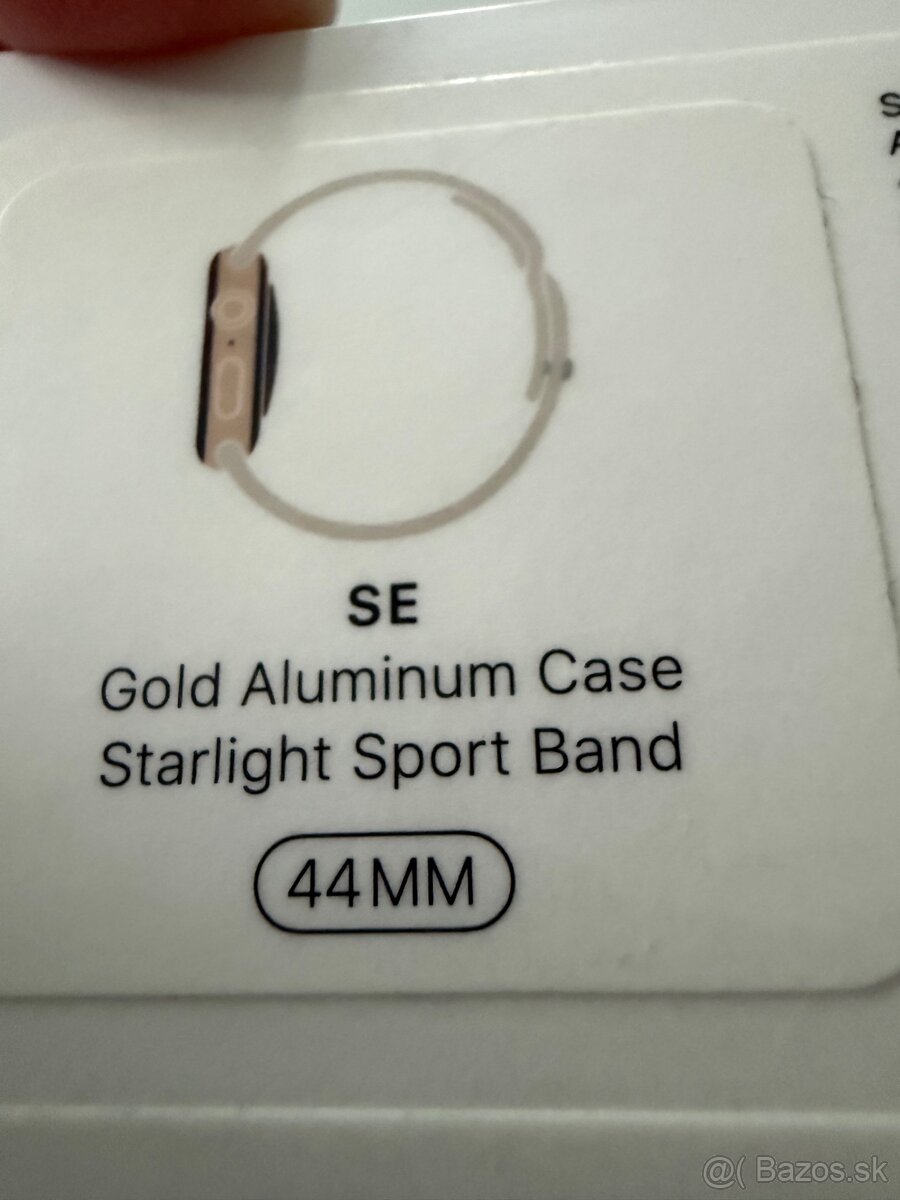 SE
Gold Aluminum Case
Starlight Sport Band
44MM
@( Bazos.sk